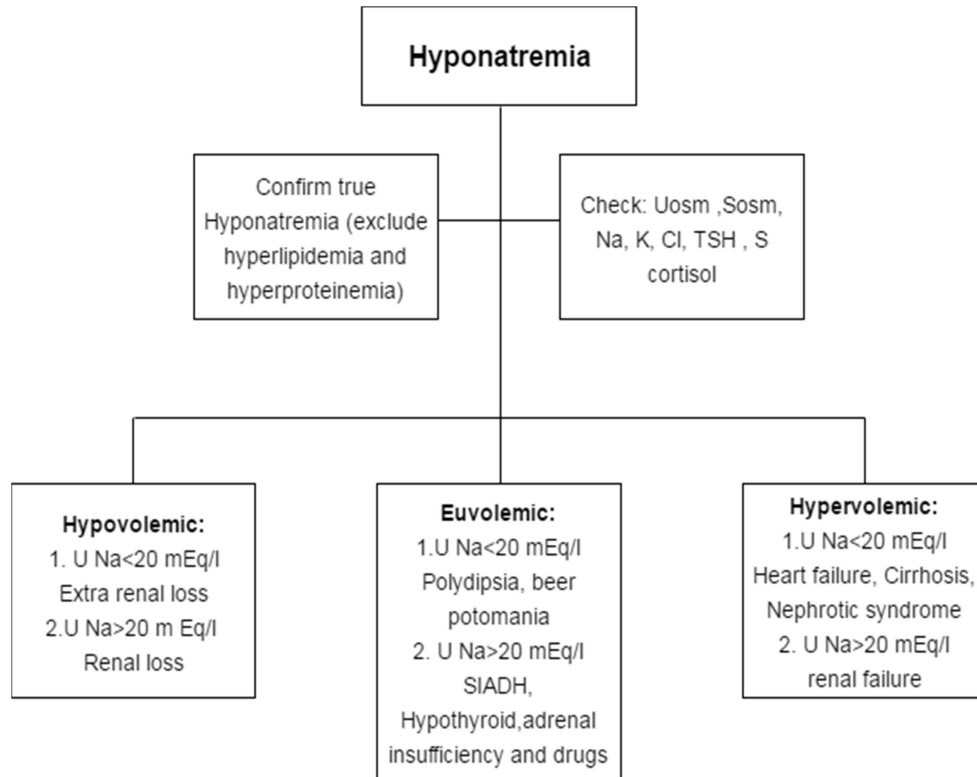 Hyponatremia
Confirm true
Hyponatremia (exclude
hyperlipidemia and
hyperproteinemia)
Check: Uosm ,Sosm,
Na, K, Cl, TSH , S
cortisol
Hypovolemic:
1. U Na<20 mEq/l
Extra renal loss
2.U Na>20 m Eq/l
Renal loss
Euvolemic:
1.U Na<20 mEq/l
Polydipsia, beer
potomania
2. U Na>20 mEq/l
SIADH,
Hypothyroid,adrenal
insufficiency and drugs
Hypervolemic:
1.U Na<20 mEq/l
Heart failure, Cirrhosis,
Nephrotic syndrome
2. U Na>20 mEq/l
renal failure